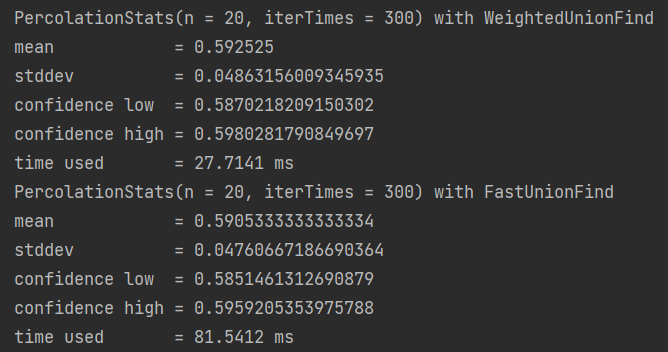 PercolationStats(n = 20, iterTimes = 300) with WeightedUnionFind
mean            = 0.592525
stddev          = 0.04863156009345935
confidence low  = 0.5870218209150302
confidence high = 0.5980281790849697
time used       = 27.7141 ms
PercolationStats(n = 20, iterTimes = 300) with FastUnionFind
mean            = 0.5905333333333334
stddev          = 0.04760667186690364
confidence low  = 0.5851461312690879
confidence high = 0.5959205353975788
time used       = 81.5412 ms